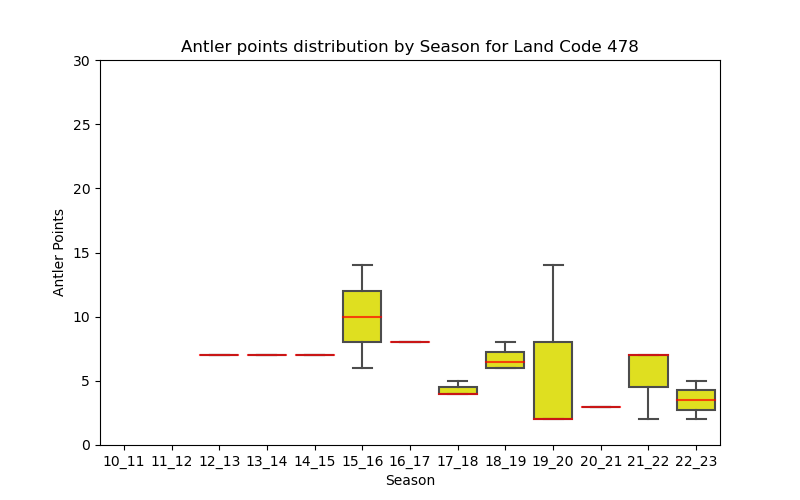 Antler points distribution by Season for Land Code 478
30
25
20
15
10
5
0
Antler Points
10_11 11_12 12_13 13_14 14_15 15_16 16_17 17_18 18_19 19_20 20_21 21_22 22_23
Season